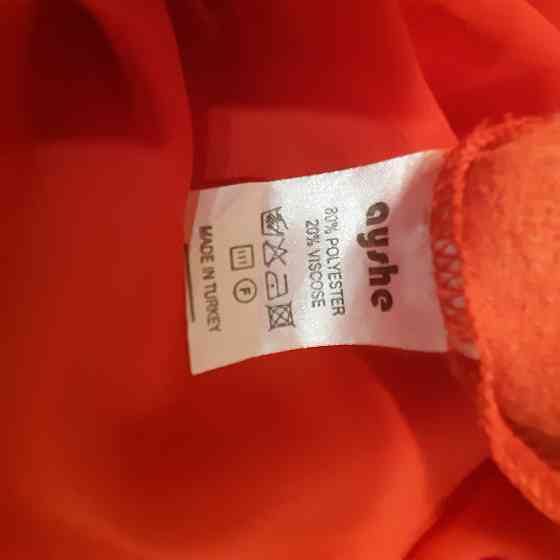 ayshe
80% POLYESTER
20% VISCOSE
F
MADE IN TURKEY